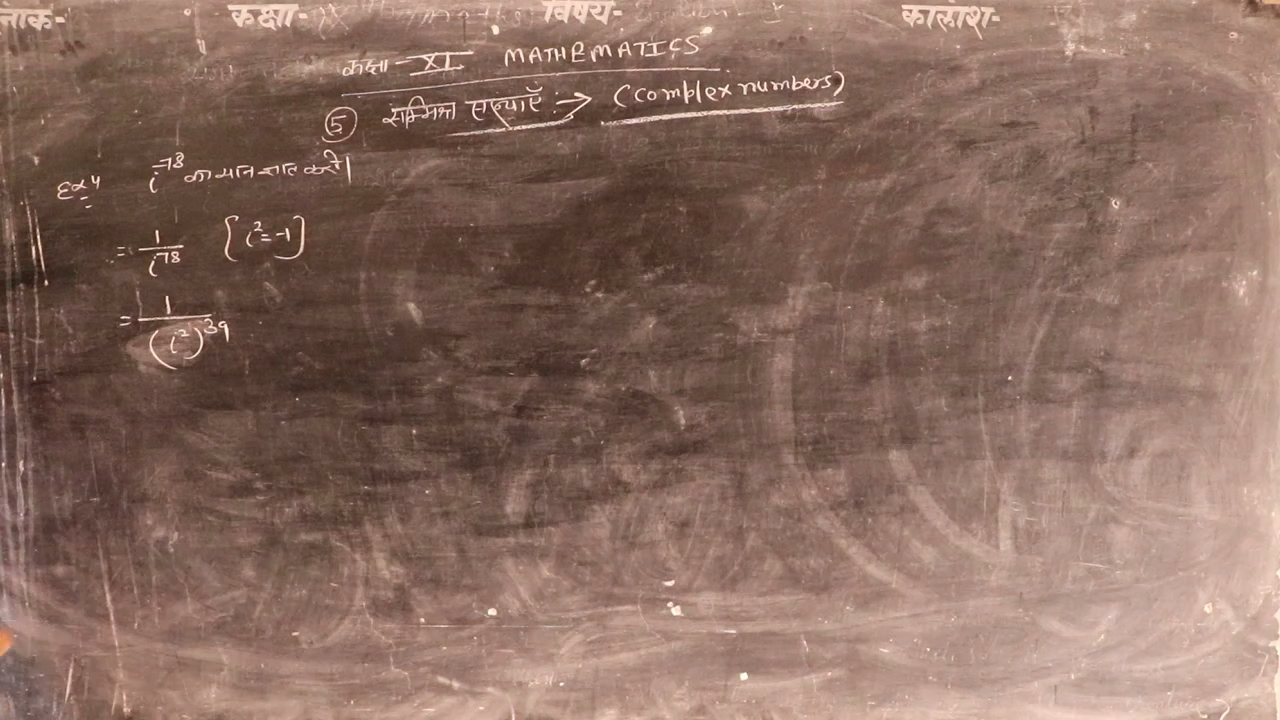 नाक- कक्षा- विषय- कालांश-
कक्षा - XI MATHEMATICS
⑤ सम्मिश्र संख्याएँ :→ (Complex numbers)
Ex 4 i⁻⁷⁸ का मान ज्ञात करो।
= 1/i⁷⁸ [i² = -1]
= 1/(i²)³⁹